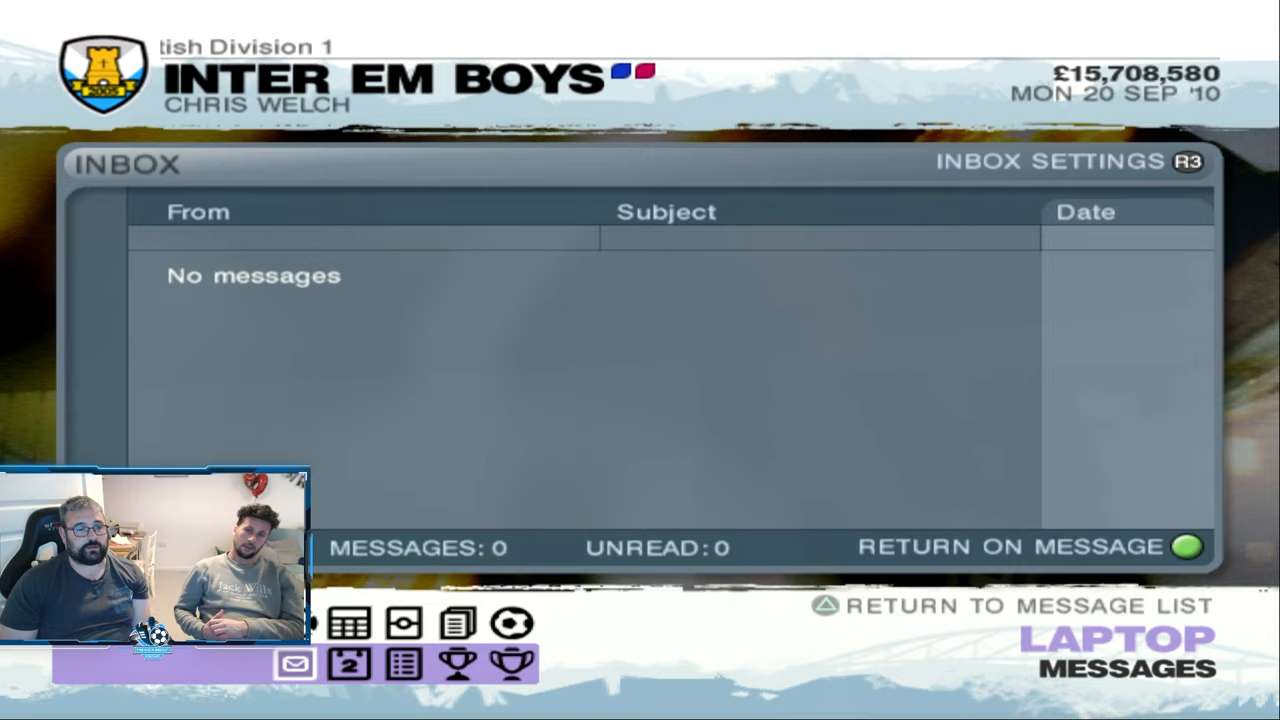 tish Division 1
INTER EM BOYS
CHRIS WELCH
£15,708,580
MON 20 SEP '10
2005
INBOX
INBOX SETTINGS R3
From Subject Date
No messages
MESSAGES: 0 UNREAD: 0 RETURN ON MESSAGE
RETURN TO MESSAGE LIST
LAPTOP
MESSAGES
2
Jack Wills